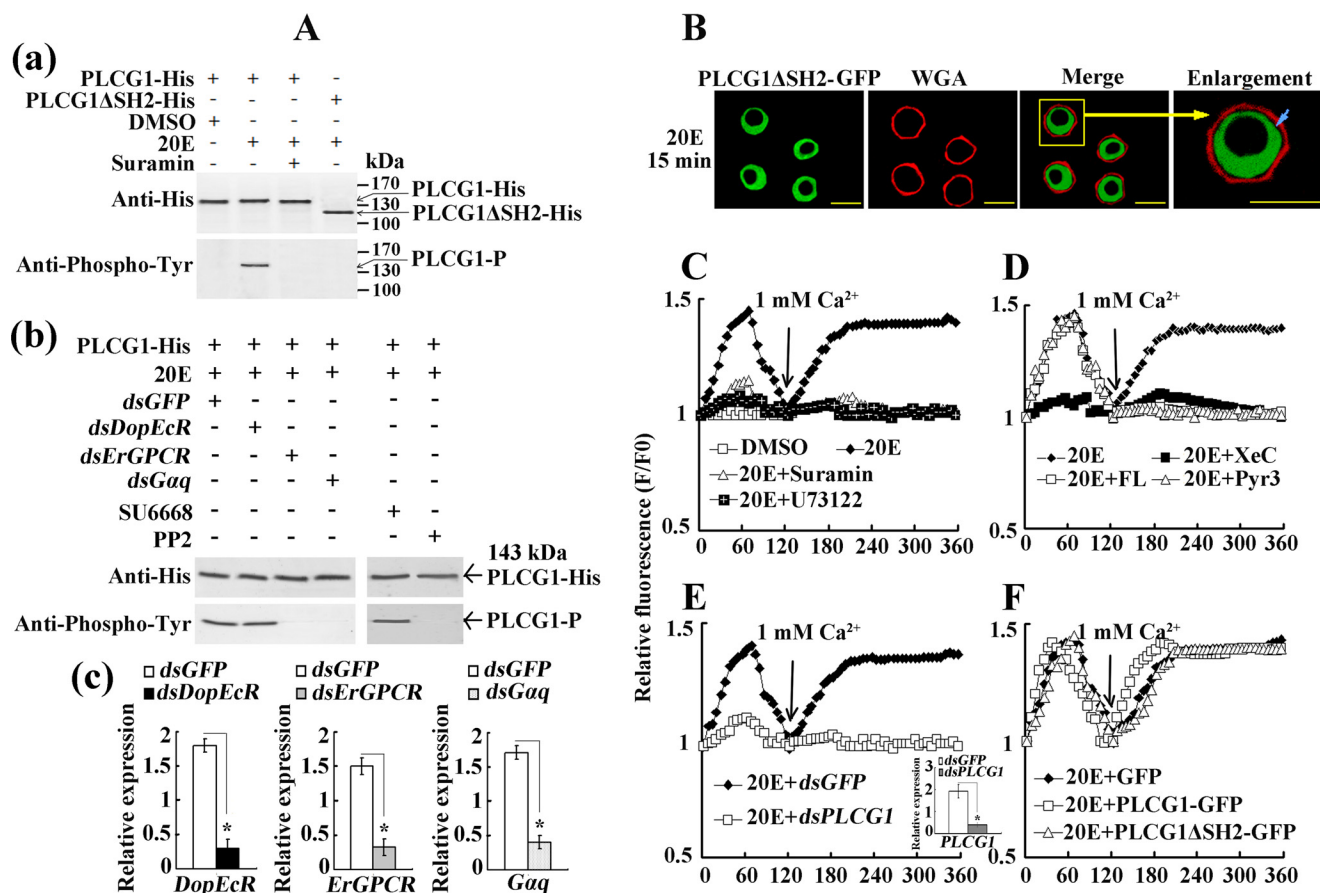 A
(a)
PLCG1-His + + + -
PLCG1ΔSH2-His - - - +
DMSO + - - -
20E - + + +
Suramin - - + -
kDa
Anti-His
170
130
100
PLCG1-His
PLCG1ΔSH2-His
Anti-Phospho-Tyr
170
130
100
PLCG1-P
(b)
PLCG1-His + + + + + +
20E + + + + + +
dsGFP + - - - - -
dsDopEcR - + - - - -
dsErGPCR - - + - - -
dsGαq - - - + - -
SU6668 - - - - + -
PP2 - - - - - +
143 kDa
Anti-His
PLCG1-His
Anti-Phospho-Tyr
PLCG1-P
(c)
dsGFP
dsDopEcR
Relative expression
2
1.5
1
0.5
0
*
DopEcR
dsGFP
dsErGPCR
Relative expression
2
1.5
1
0.5
0
*
ErGPCR
dsGFP
dsGαq
Relative expression
2
1.5
1
0.5
0
*
Gαq
B
PLCG1ΔSH2-GFP WGA Merge Enlargement
20E
15 min
Relative fluorescence (F/F0)
C
1 mM Ca²⁺
1.5
1
0.5
DMSO 20E
20E+Suramin
20E+U73122
0 60 120 180 240 300 360
D
1 mM Ca²⁺
1.5
1
0.5
20E 20E+XeC
20E+FL 20E+Pyr3
0 60 120 180 240 300 360
E
1 mM Ca²⁺
1.5
1
0.5
20E+dsGFP
20E+dsPLCG1
0 60 120 180 240 300 360
dsGFP
dsPLCG1
Relative expression
3
2
1
0
*
PLCG1
F
1 mM Ca²⁺
1.5
1
0.5
20E+GFP
20E+PLCG1-GFP
20E+PLCG1ΔSH2-GFP
0 60 120 180 240 300 360